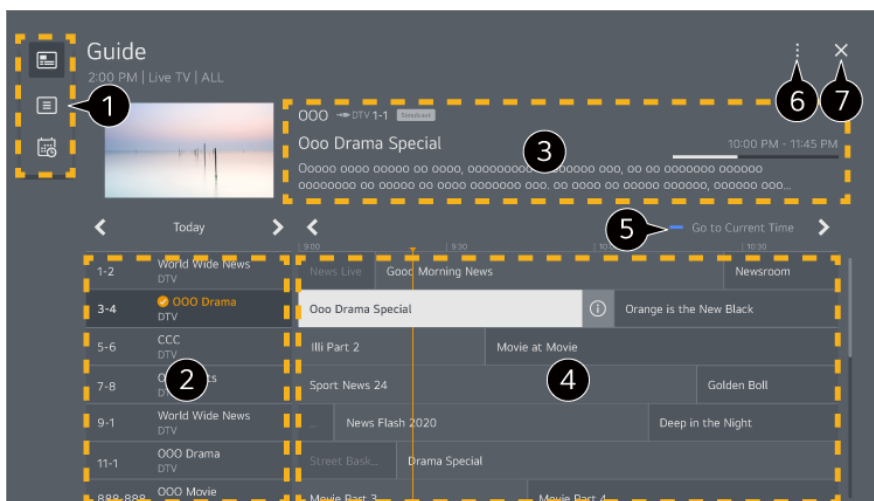 Guide
2:00 PM | Live TV | ALL
6
7
1
OOO DTV 1-1 Simulcast
Ooo Drama Special
3
10:00 PM - 11:45 PM
Ooooo oooo ooooo oo oooo,
ooo, oo oo ooooooo oooooo
oooooooo oo ooooo oo oooo ooooooo ooo. oo oooo oo ooooo oooooo, oooooo ooo...
Today
5
Go to Current Time
9:00
9:30
10:30
1-2
World Wide News
DTV
News Live
Good Morning News
Newsroom
3-4
OOO Drama
DTV
Ooo Drama Special
Orange is the New Black
5-6
CCC
DTV
Illi Part 2
Movie at Movie
7-8
2
Sport News 24
4
Golden Boll
9-1
World Wide News
DTV
...
News Flash 2020
Deep in the Night
11-1
OOO Drama
DTV
Street Bask...
Drama Special
888-888
OOO Movie
Movie Part 3
Movie Part 4